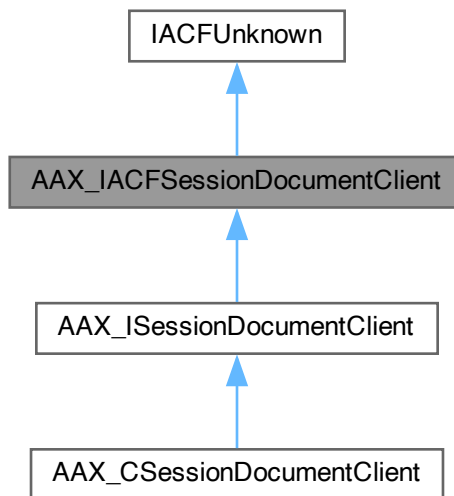 IACFUnknown
AAX_IACFSessionDocumentClient
AAX_ISessionDocumentClient
AAX_CSessionDocumentClient